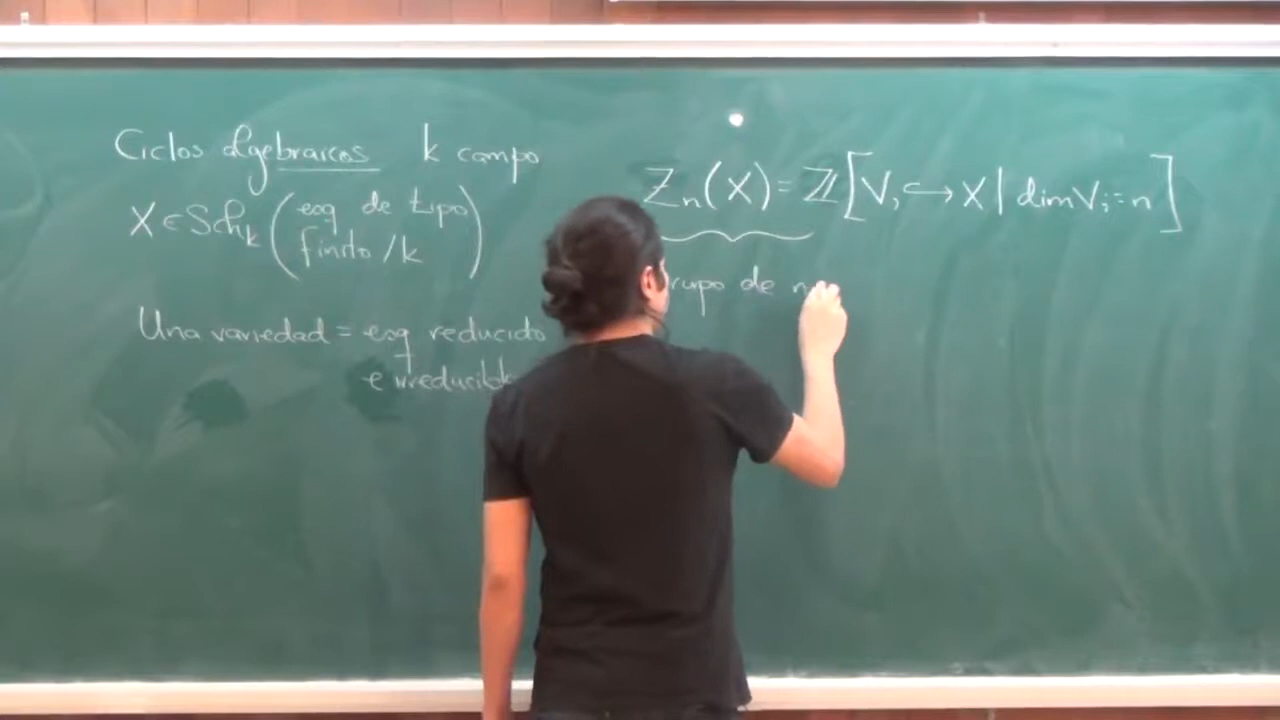 Ciclos algebraicos k campo
X ∈ Sch_k (esq de tipo
finito /k)
Una variedad = esq reducido
e irreducible
Z_n(X) = ℤ[V_i ↪ X | dim V_i = n]
rupo de n